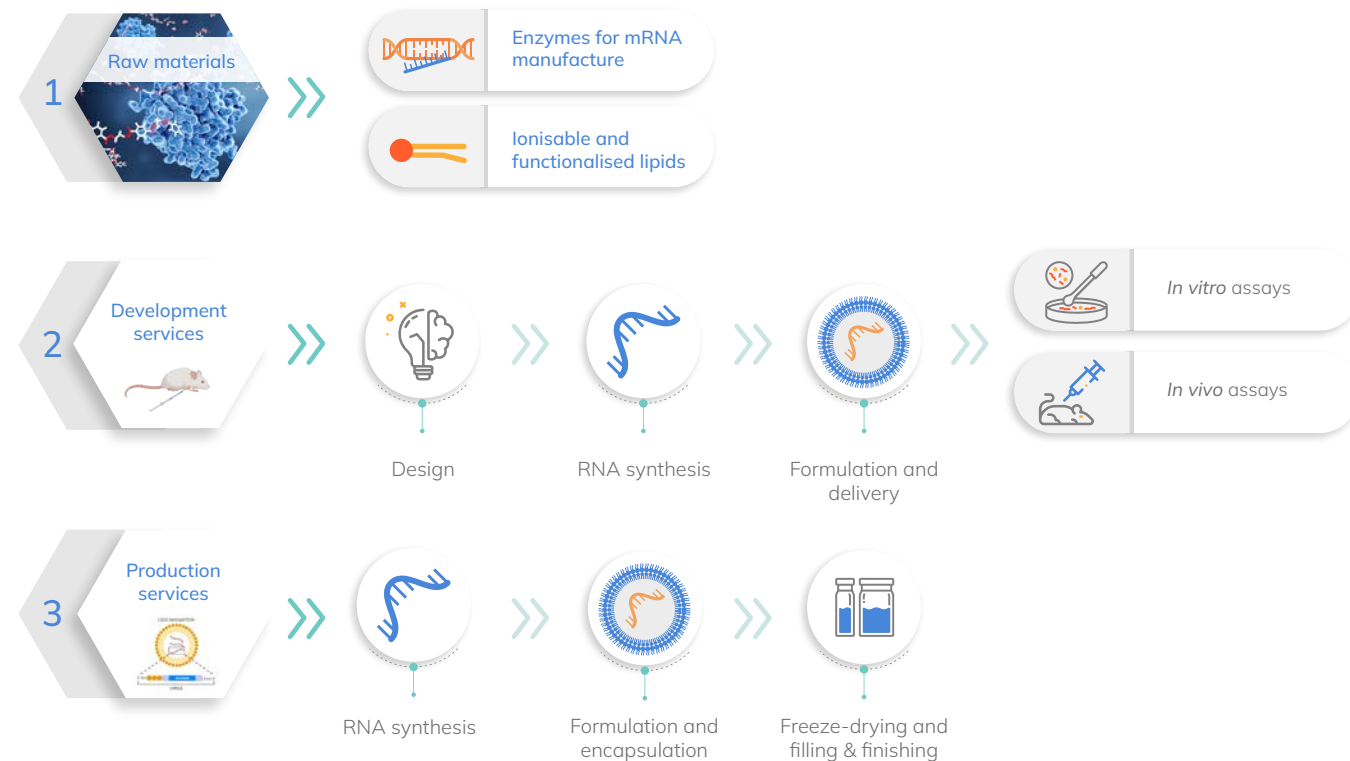 1
Raw materials
Enzymes for mRNA
manufacture
Ionisable and
functionalised lipids
2
Development
services
Design
RNA synthesis
Formulation and
delivery
In vitro assays
In vivo assays
3
Production
services
RNA synthesis
Formulation and
encapsulation
Freeze-drying and
filling & finishing